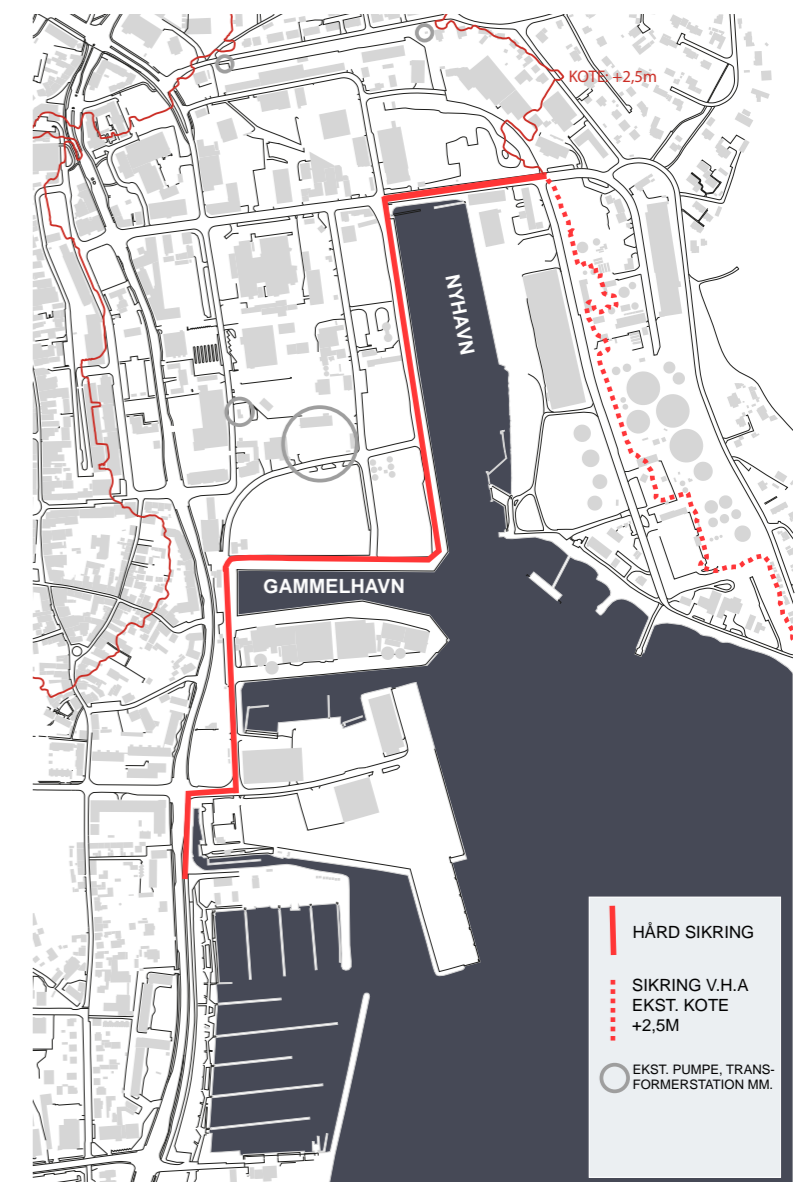 KOTE: +2,5m
NYHAVN
GAMMELHAVN
HÅRD SIKRING
SIKRING V.H.A
EKST. KOTE
+2,5M
EKST. PUMPE, TRANS-
FORMERSTATION MM.